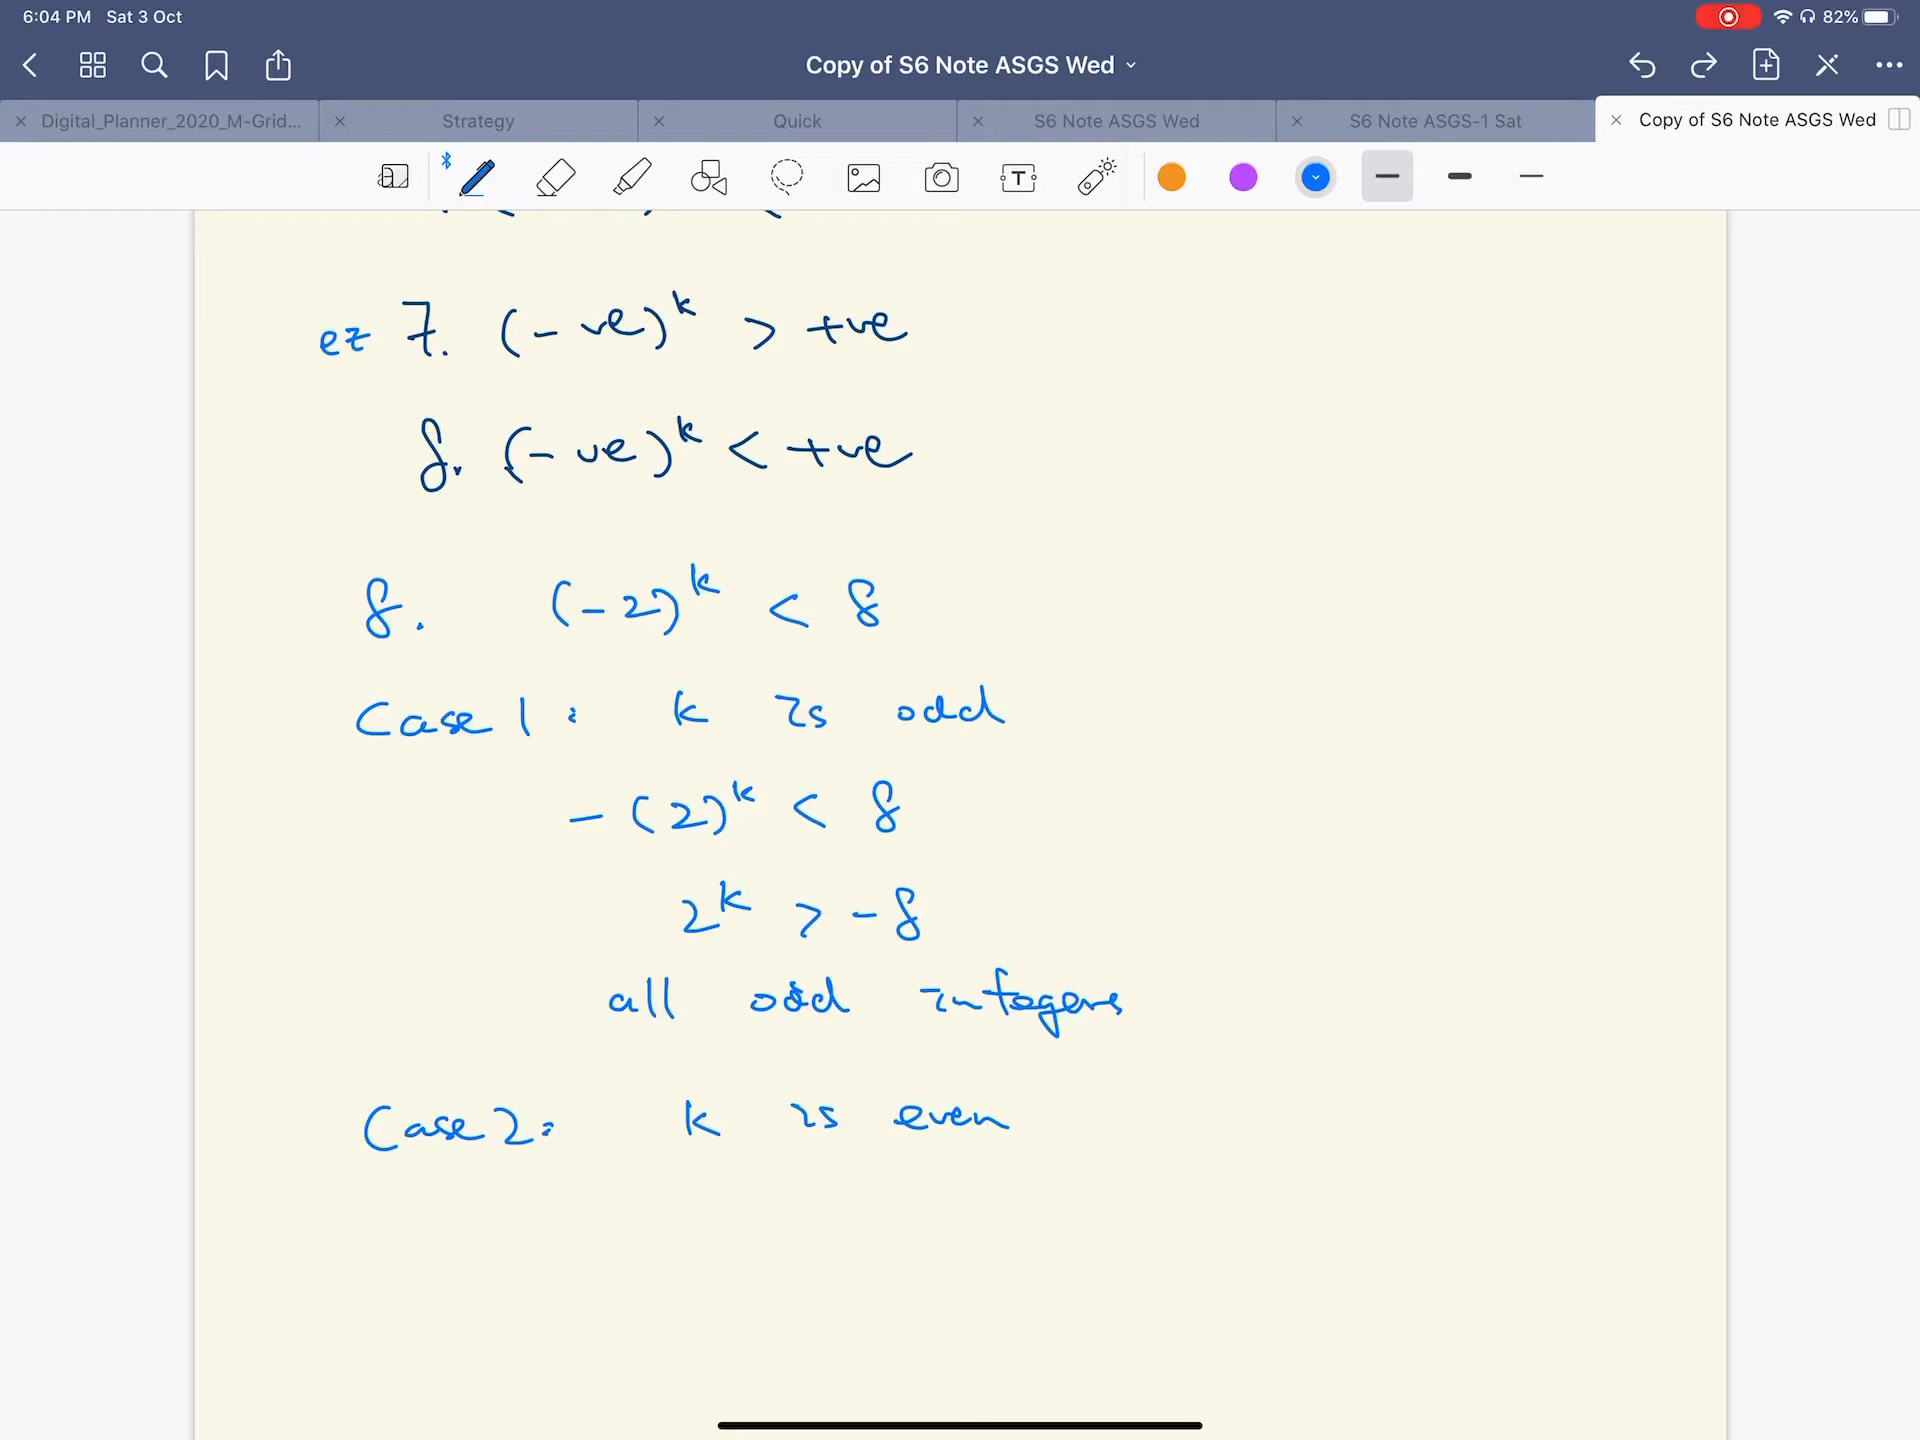 6:04 PM Sat 3 Oct 82%
Copy of S6 Note ASGS Wed
Digital_Planner_2020_M-Grid... Strategy Quick S6 Note ASGS Wed S6 Note ASGS-1 Sat Copy of S6 Note ASGS Wed
ez 7. (-ve)^k > +ve
8. (-ve)^k < +ve
8. (-2)^k < 8
Case 1: k is odd
-(2)^k < 8
2^k > -8
all odd integers
Case 2: k is even